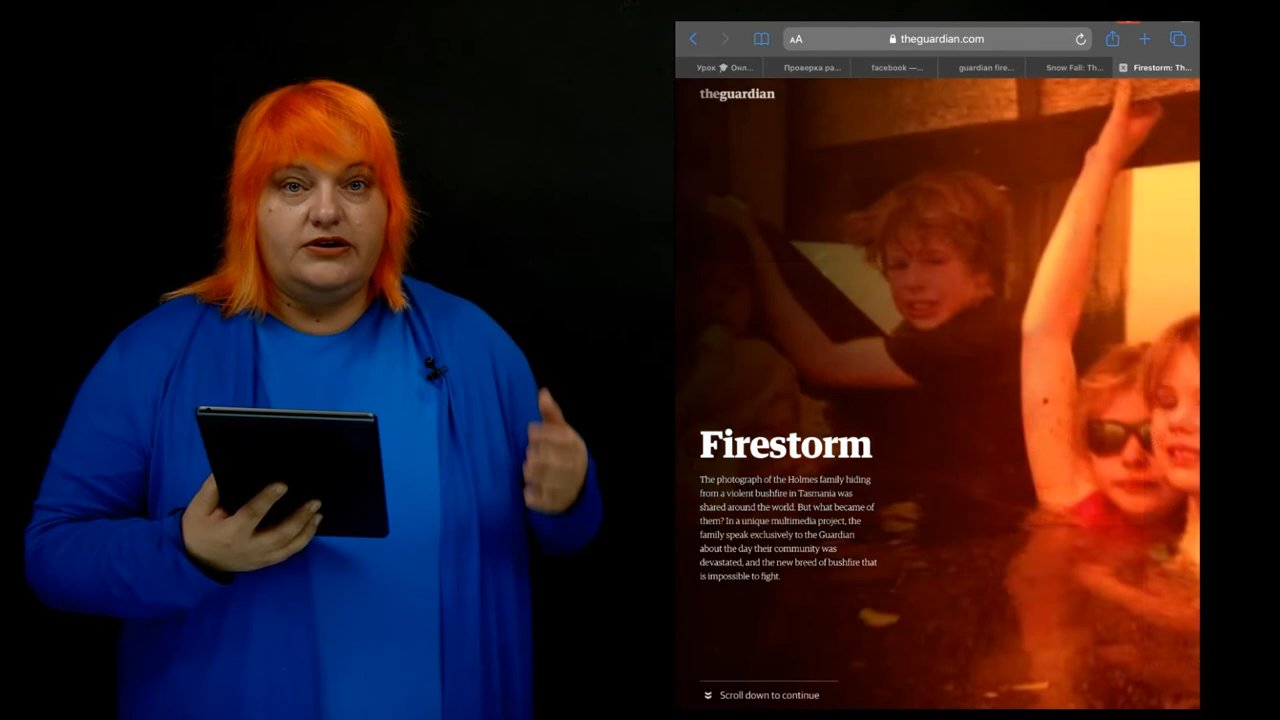 AA theguardian.com
Урок 🎓 Онл... Проверка ра... facebook —... guardian fire... Snow Fall: Th... Firestorm: Th...
theguardian
Firestorm
The photograph of the Holmes family hiding
from a violent bushfire in Tasmania was
shared around the world. But what became of
them? In a unique multimedia project, the
family speak exclusively to the Guardian
about the day their community was
devastated, and the new breed of bushfire that
is impossible to fight.
Scroll down to continue